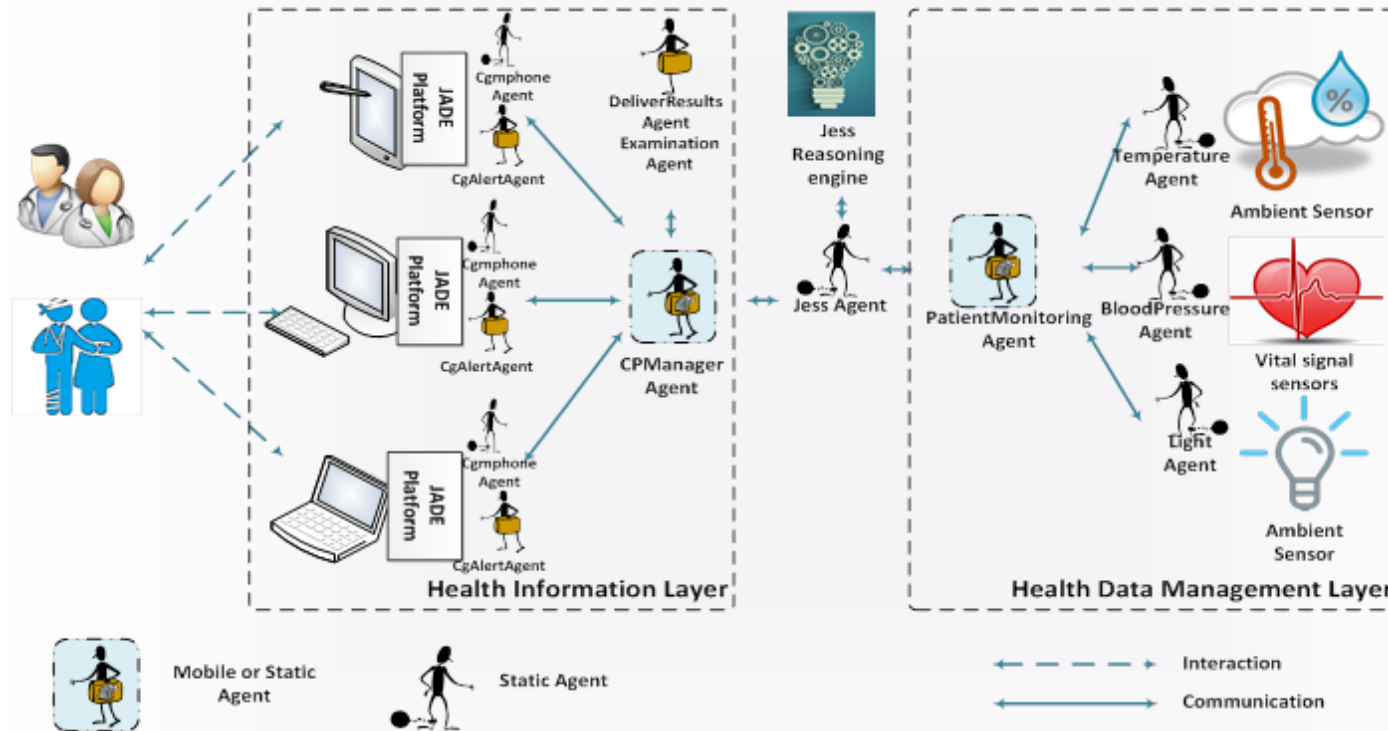 JADE
Platform
Cgmphone
Agent
CgAlertAgent
DeliverResults
Agent
Examination
Agent
Jess
Reasoning
engine
Temperature
Agent
%
Ambient Sensor
JADE
Platform
Cgmphone
Agent
CgAlertAgent
CPManager
Agent
Jess Agent
PatientMonitoring
Agent
BloodPressure
Agent
Vital signal
sensors
JADE
Platform
Cgmphone
Agent
CgAlertAgent
Light
Agent
Ambient
Sensor
Health Information Layer
Health Data Management Layer
Mobile or Static
Agent
Static Agent
Interaction
Communication